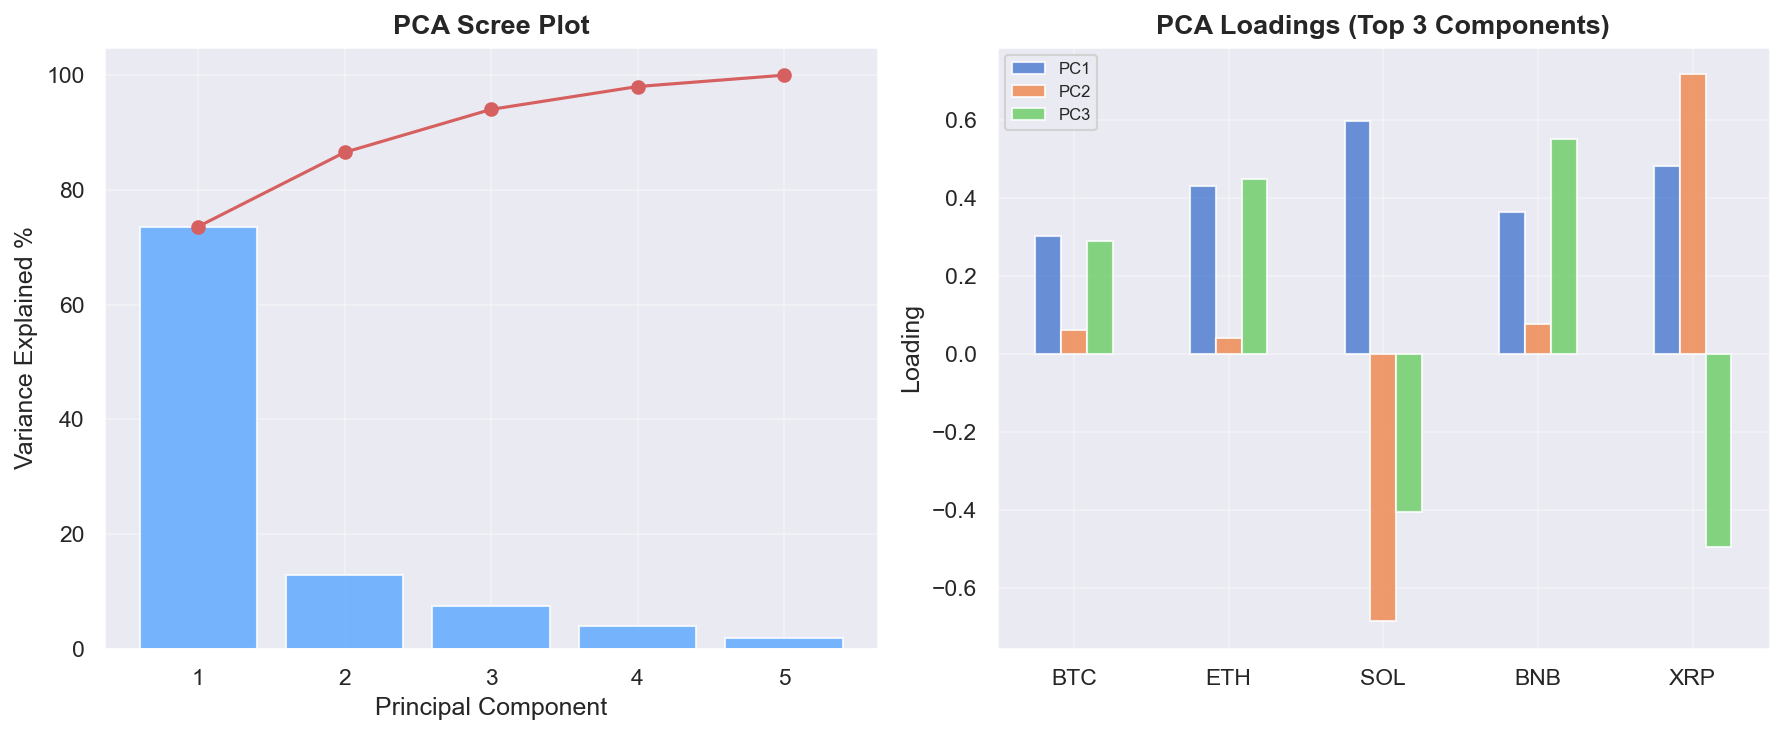 PCA Scree Plot
Variance Explained %
100
80
60
40
20
0
1 2 3 4 5
Principal Component
PCA Loadings (Top 3 Components)
PC1
PC2
PC3
Loading
0.6
0.4
0.2
0.0
−0.2
−0.4
−0.6
BTC ETH SOL BNB XRP